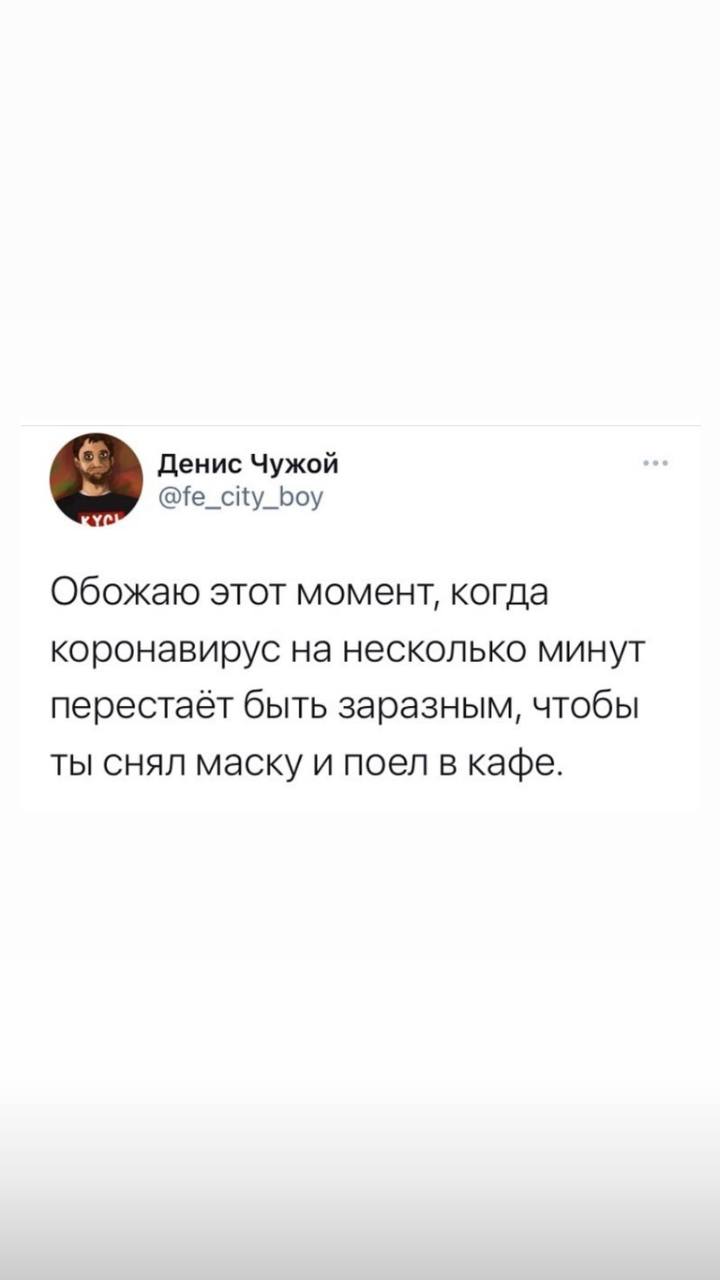 Денис Чужой
@fe_city_boy
КУСЬ
Обожаю этот момент, когда
коронавирус на несколько минут
перестаёт быть заразным, чтобы
ты снял маску и поел в кафе.